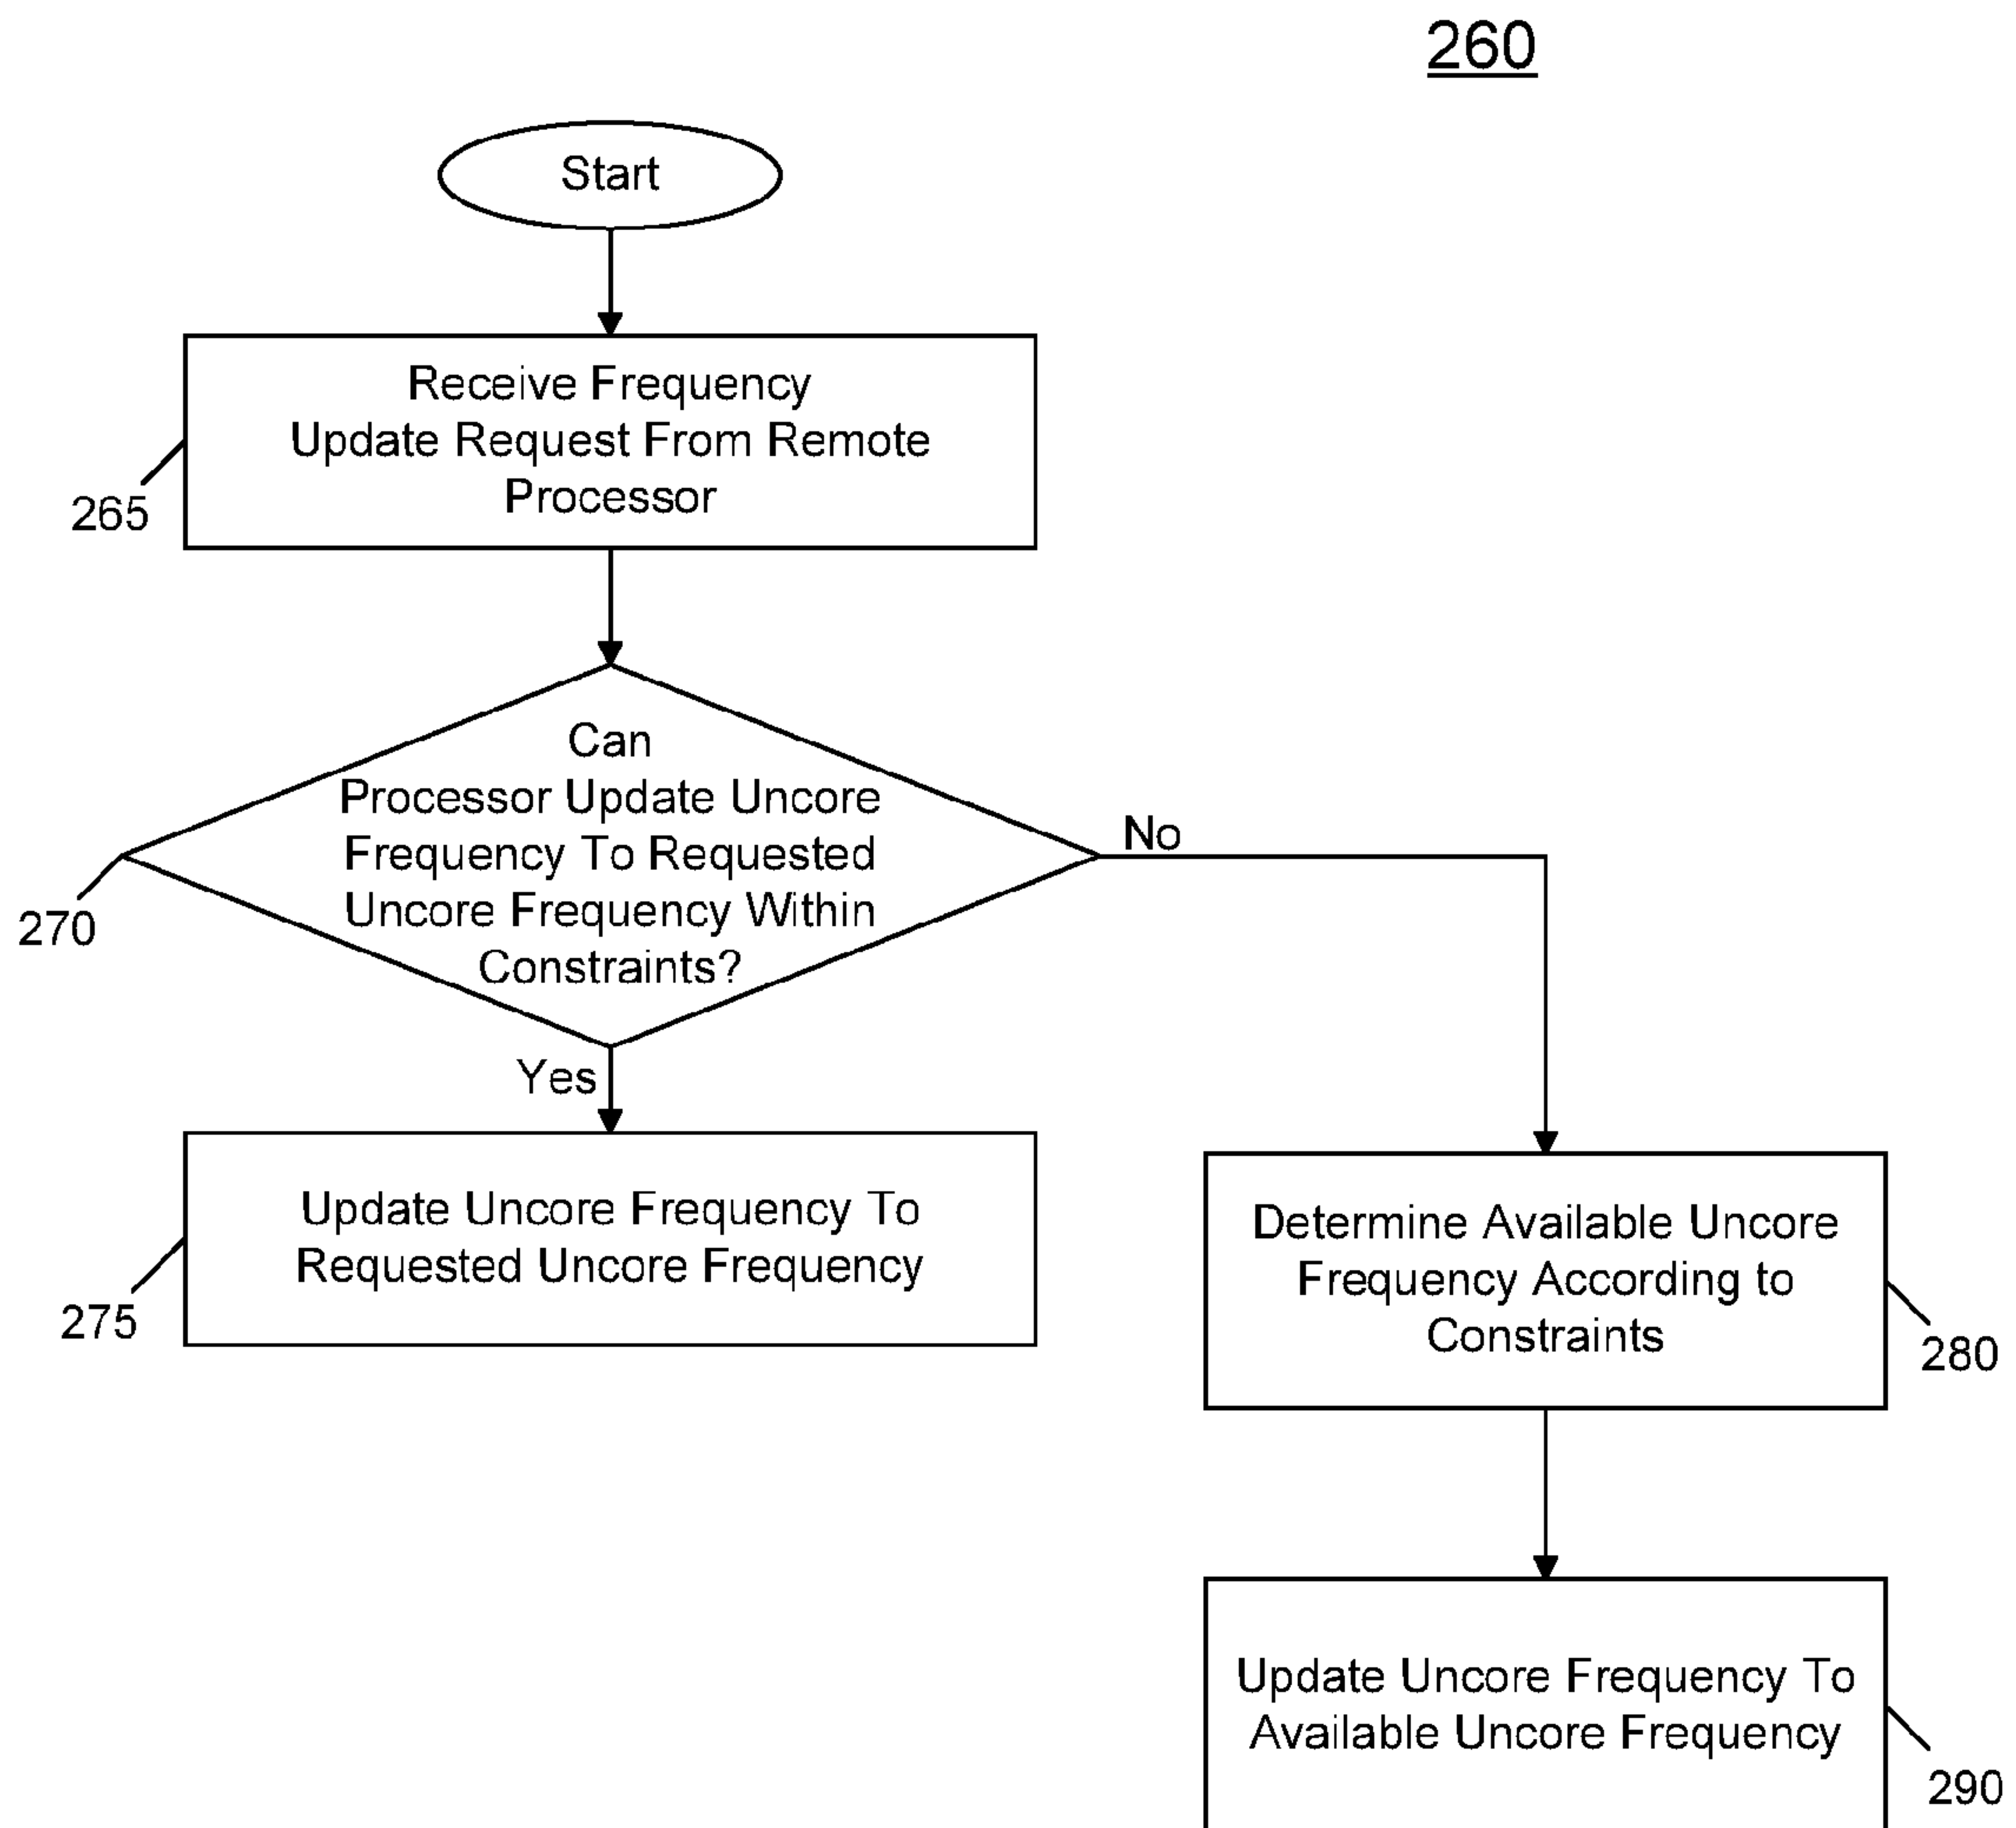 260
Start
Receive Frequency
Update Request From Remote
Processor
265
Can
Processor Update Uncore
Frequency To Requested
Uncore Frequency Within
Constraints?
270
No
Yes
Update Uncore Frequency To
Requested Uncore Frequency
275
Determine Available Uncore
Frequency According to
Constraints
280
Update Uncore Frequency To
Available Uncore Frequency
290